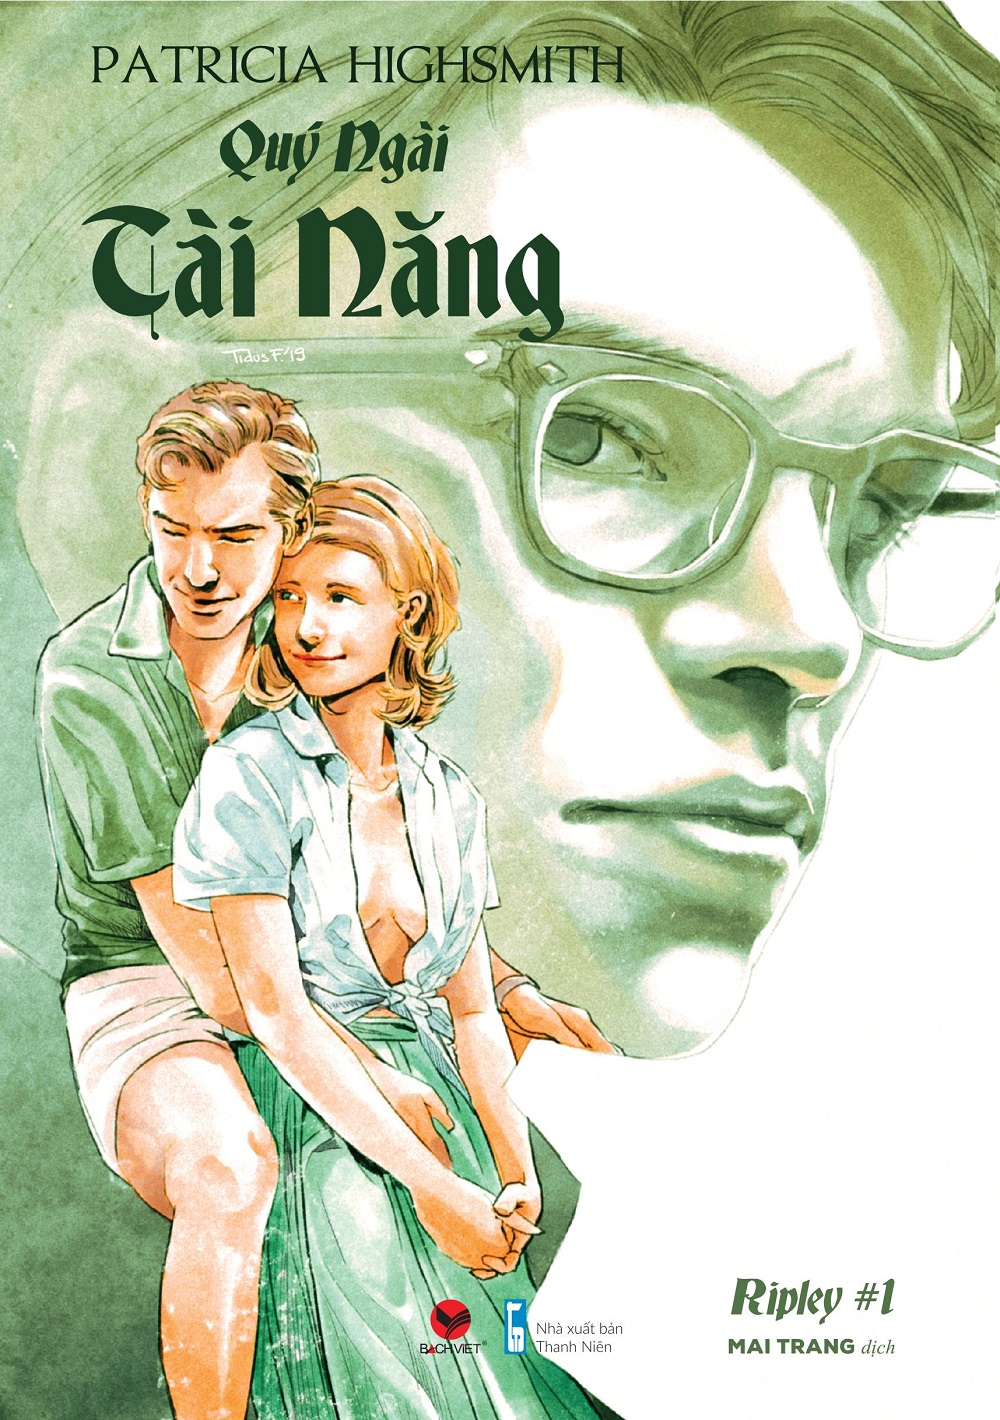 PATRICIA HIGHSMITH
Quý Ngài
Tài Năng
Tidus F.'19
Ripley #1
MAI TRANG dịch
BACHVIET®
Nhà xuất bản
Thanh Niên